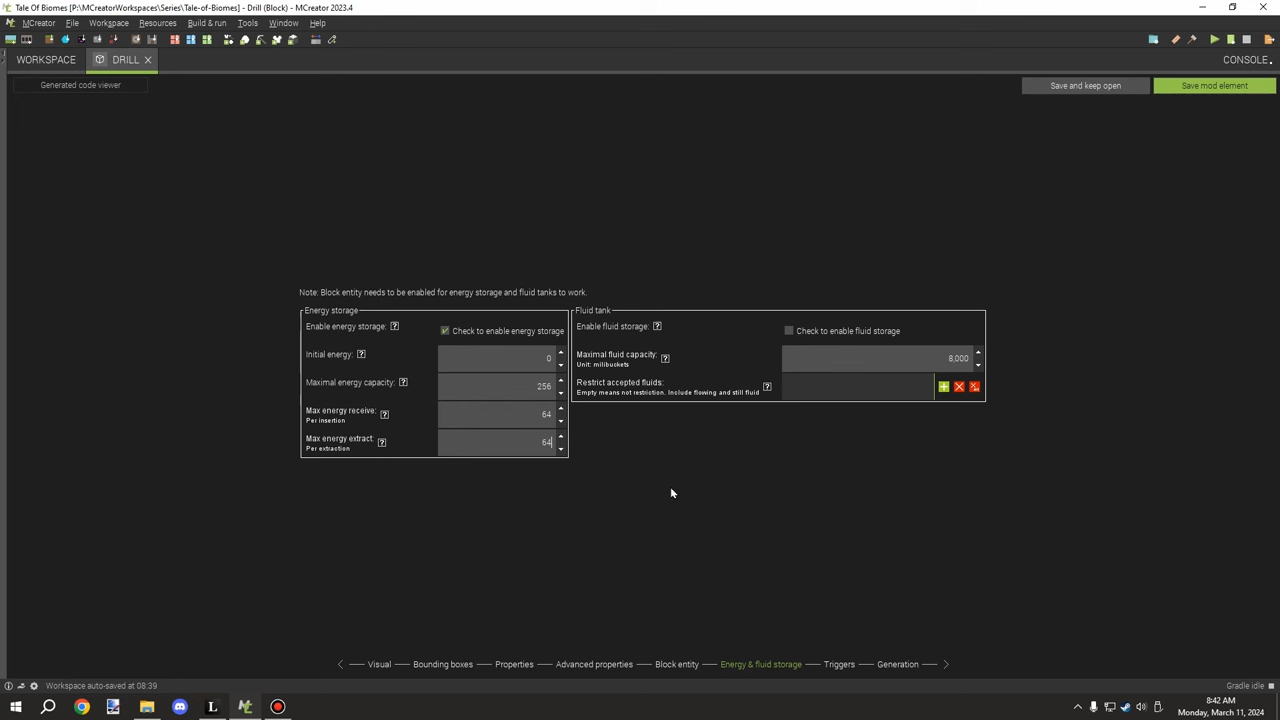 Tale Of Biomes [P:\MCreatorWorkspaces\Series\Tale-of-Biomes] - Drill (Block) - MCreator 2023.4
MCreator File Workspace Resources Build & run Tools Window Help
WORKSPACE DRILL CONSOLE
Generated code viewer Save and keep open Save mod element
Note: Block entity needs to be enabled for energy storage and fluid tanks to work.
Energy storage Fluid tank
Enable energy storage: ? Check to enable energy storage Enable fluid storage: ? Check to enable fluid storage
Initial energy: ? 0 Maximal fluid capacity: ? 8,000
Unit: milibuckets
Maximal energy capacity: ? 256 Restrict accepted fluids: ?
Empty means not restriction. Include flowing and still fluid
Max energy receive: ? 64
Per insertion
Max energy extract: ? 64
Per extraction
Visual Bounding boxes Properties Advanced properties Block entity Energy & fluid storage Triggers Generation
Workspace auto-saved at 08:39 Gradle idle
8:42 AM
Monday, March 11, 2024